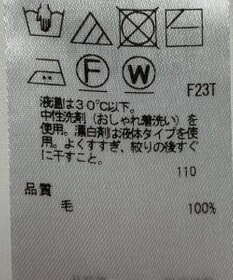 F
W
F23T
液温は30℃以下。
中性洗剤(おしゃれ着洗い)を
使用。漂白剤は液体タイプを使
用。よくすすぎ、絞りの後すぐ
に干すこと。
110
品質
毛 100%